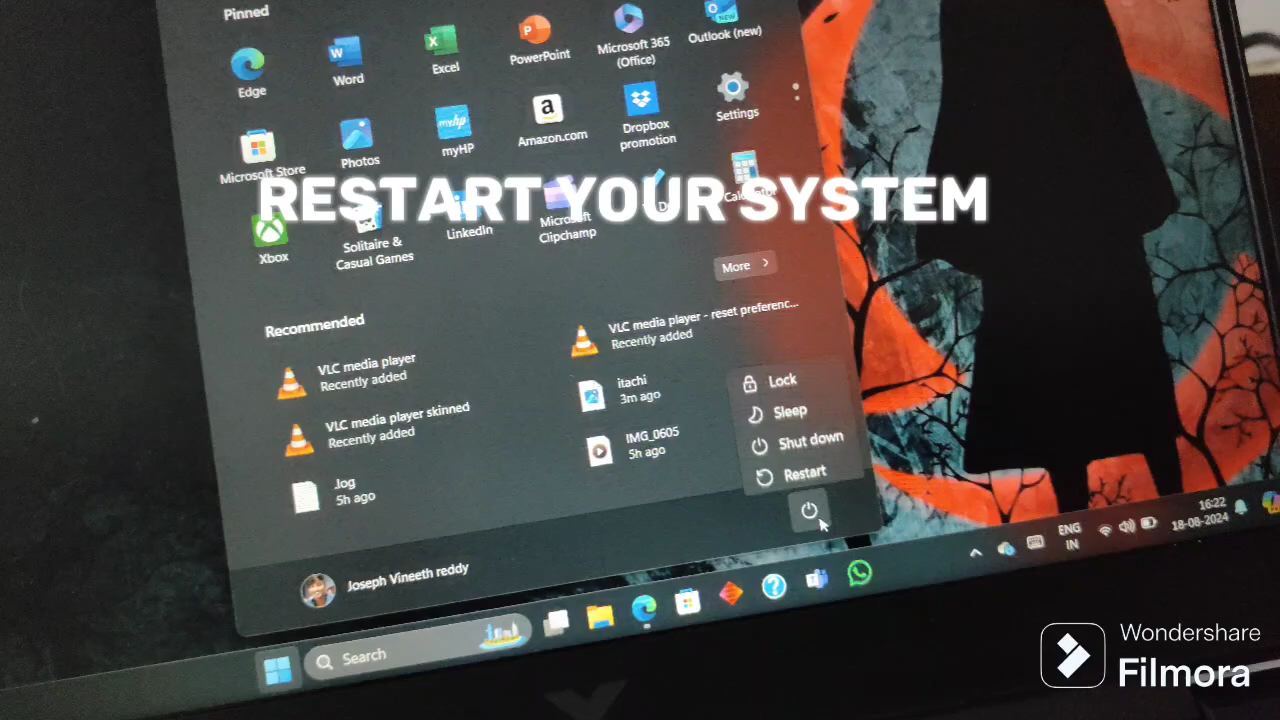 Pinned
Edge
Word
Excel
PowerPoint
Microsoft 365
(Office)
Outlook (new)
NEW
Microsoft Store
Photos
myHP
myhp
Amazon.com
Dropbox
promotion
Settings
RESTART YOUR SYSTEM
Xbox
Solitaire &
Casual Games
LinkedIn
Microsoft
Clipchamp
More
Recommended
VLC media player
Recently added
VLC media player - reset preferenc...
Recently added
VLC media player skinned
Recently added
itachi
3m ago
.log
5h ago
IMG_0605
5h ago
Lock
Sleep
Shut down
Restart
Joseph Vineeth reddy
Search
ENG
IN
16:22
18-08-2024
Wondershare
Filmora